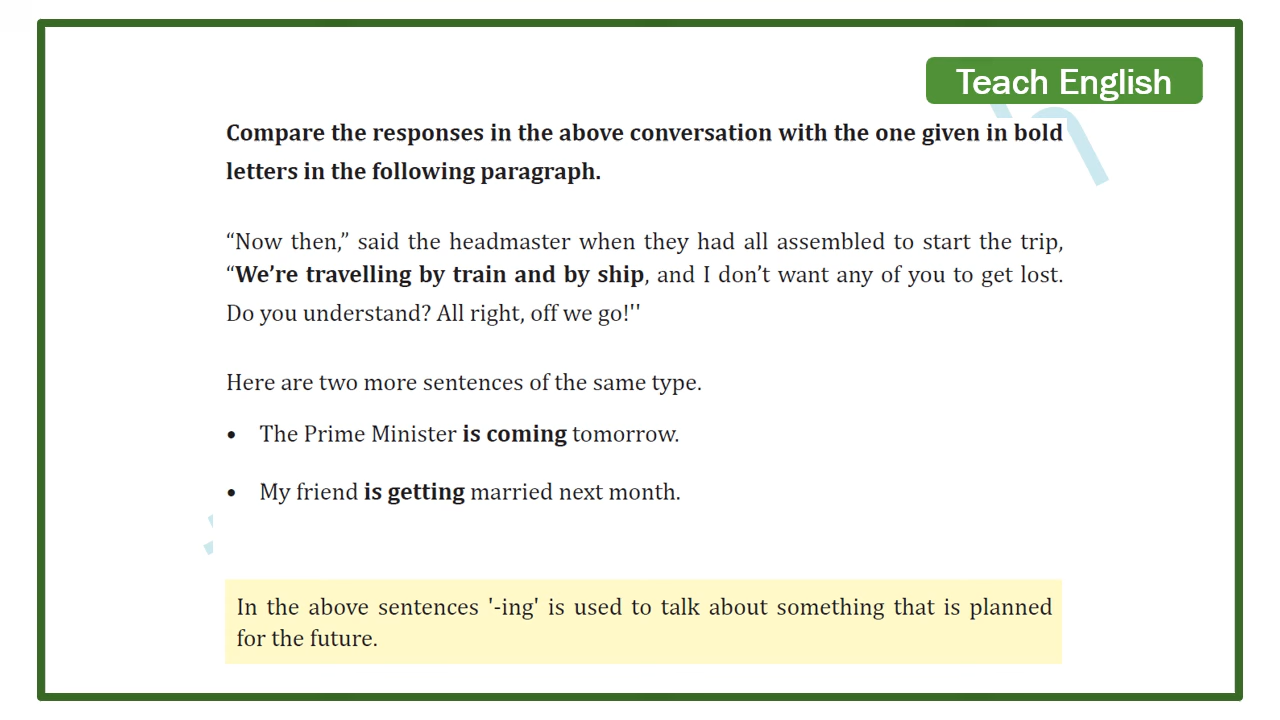 Teach English
Compare the responses in the above conversation with the one given in bold
letters in the following paragraph.
“Now then,” said the headmaster when they had all assembled to start the trip,
“We’re travelling by train and by ship, and I don’t want any of you to get lost.
Do you understand? All right, off we go!''
Here are two more sentences of the same type.
• The Prime Minister is coming tomorrow.
• My friend is getting married next month.
In the above sentences '-ing' is used to talk about something that is planned
for the future.